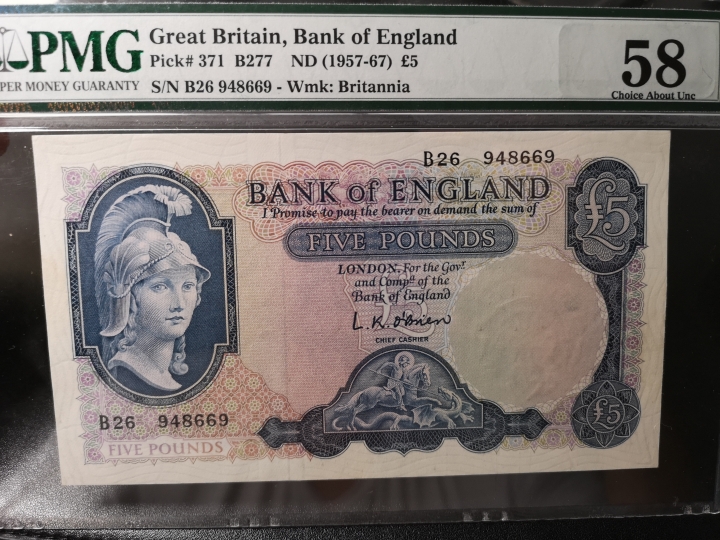 PMG
PER MONEY GUARANTY
Great Britain, Bank of England
Pick# 371 B277 ND (1957-67) £5
S/N B26 948669 - Wmk: Britannia
58
Choice About Unc
B26 948669
BANK of ENGLAND
I Promise to pay the bearer on demand the sum of
£5
FIVE POUNDS
LONDON. For the Govr.
and Compa. of the
Bank of England
£5
L.K. O'Brien
CHIEF CASHIER
B26 948669
FIVE POUNDS
£5